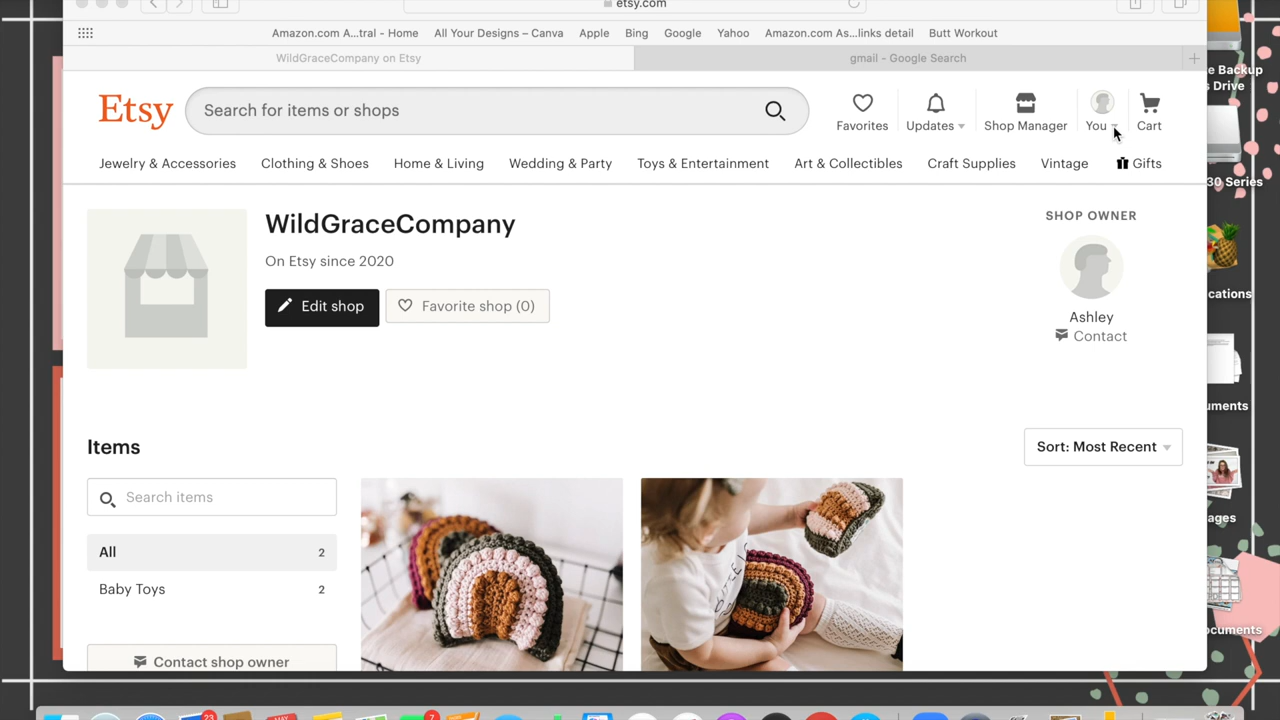 etsy.com
Amazon.com A...tral - Home All Your Designs – Canva Apple Bing Google Yahoo Amazon.com As...links detail Butt Workout
WildGraceCompany on Etsy gmail - Google Search
Etsy Search for items or shops Favorites Updates Shop Manager You Cart
Jewelry & Accessories Clothing & Shoes Home & Living Wedding & Party Toys & Entertainment Art & Collectibles Craft Supplies Vintage Gifts
WildGraceCompany
On Etsy since 2020
Edit shop Favorite shop (0)
SHOP OWNER
Ashley
Contact
Items
Sort: Most Recent
Search items
All 2
Baby Toys 2
Contact shop owner
e Backup
s Drive
30 Series
cations
uments
ages
ocuments
23
MAY
7